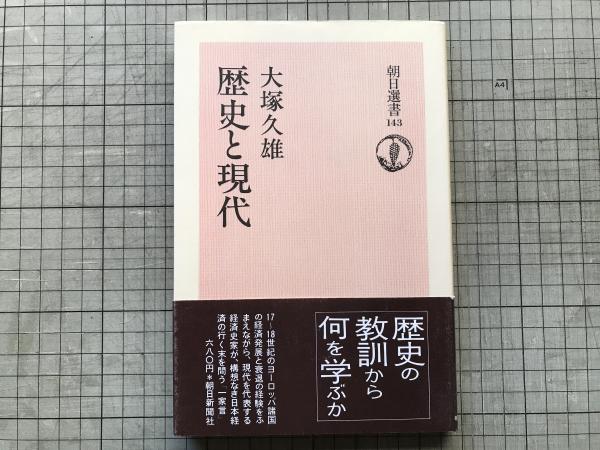 朝日選書
143
大塚久雄
歴史と現代
歴史の
教訓から
何を学ぶか
17－18世紀のヨーロッパ諸国
の経済発展と衰退の経験をふ
まえながら、現代を代表する
経済史家が、構想なき日本経
済の行く末を問う一家言
六八〇円＊朝日新聞社
A4